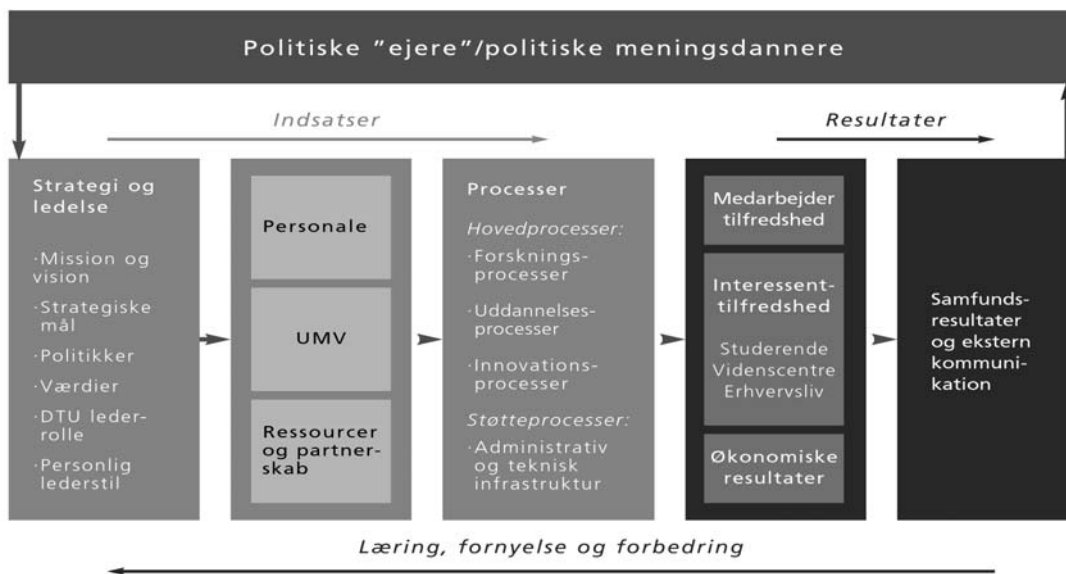 Politiske ”ejere”/politiske meningsdannere
Indsatser
Resultater
Strategi og
ledelse
·Mission og
vision
·Strategiske
mål
·Politikker
·Værdier
·DTU leder-
rolle
·Personlig
lederstil
Personale
UMV
Ressourcer
og partner-
skab
Processer
Hovedprocesser:
·Forsknings-
processer
·Uddannelses-
processer
·Innovations-
processer
Støtteprocesser:
·Administrativ
og teknisk
infrastruktur
Medarbejder
tilfredshed
Interessent-
tilfredshed
Studerende
Videnscentre
Erhvervsliv
Økonomiske
resultater
Samfunds-
resultater
og ekstern
kommuni-
kation
Læring, fornyelse og forbedring